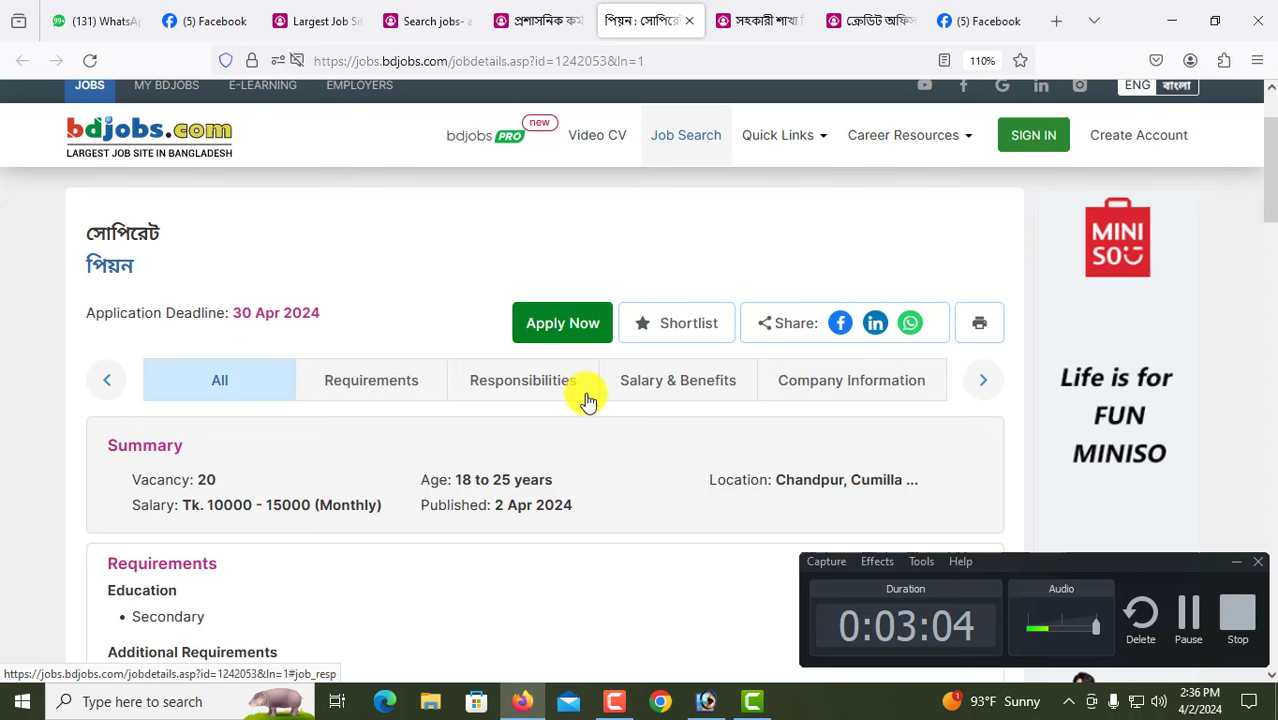 (131) WhatsA
(5) Facebook
Largest Job Sit
Search jobs- a
প্রশাসনিক কর্ম
পিয়ন : সোপিরেট
সহকারী শাখা
ক্রেডিট অফিস
(5) Facebook
https://jobs.bdjobs.com/jobdetails.asp?id=1242053&ln=1
110%
JOBS
MY BDJOBS
E-LEARNING
EMPLOYERS
ENG
বাংলা
bdjobs.com
LARGEST JOB SITE IN BANGLADESH
bdjobs PRO
new
Video CV
Job Search
Quick Links
Career Resources
SIGN IN
Create Account
সোপিরেট
পিয়ন
Application Deadline: 30 Apr 2024
Apply Now
Shortlist
Share:
All
Requirements
Responsibilities
Salary & Benefits
Company Information
Summary
Vacancy: 20
Age: 18 to 25 years
Location: Chandpur, Cumilla ...
Salary: Tk. 10000 - 15000 (Monthly)
Published: 2 Apr 2024
Requirements
Education
• Secondary
Additional Requirements
MINI
SO
Life is for
FUN
MINISO
Capture
Effects
Tools
Help
Duration
0:03:04
Audio
Delete
Pause
Stop
https://jobs.bdjobs.com/jobdetails.asp?id=1242053&ln=1#job_resp
Type here to search
1
93°F Sunny
2:36 PM
4/2/2024